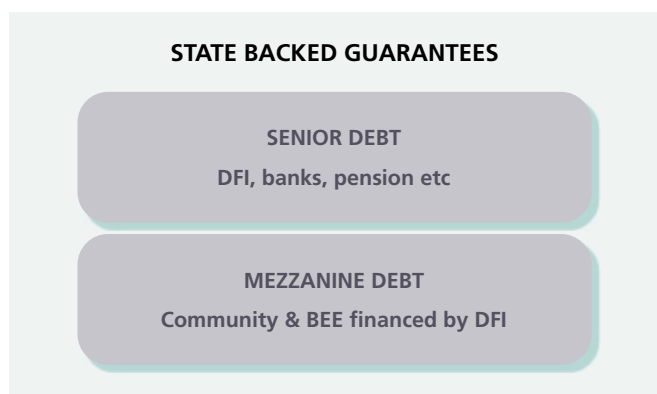 STATE BACKED GUARANTEES
SENIOR DEBT
DFI, banks, pension etc
MEZZANINE DEBT
Community & BEE financed by DFI